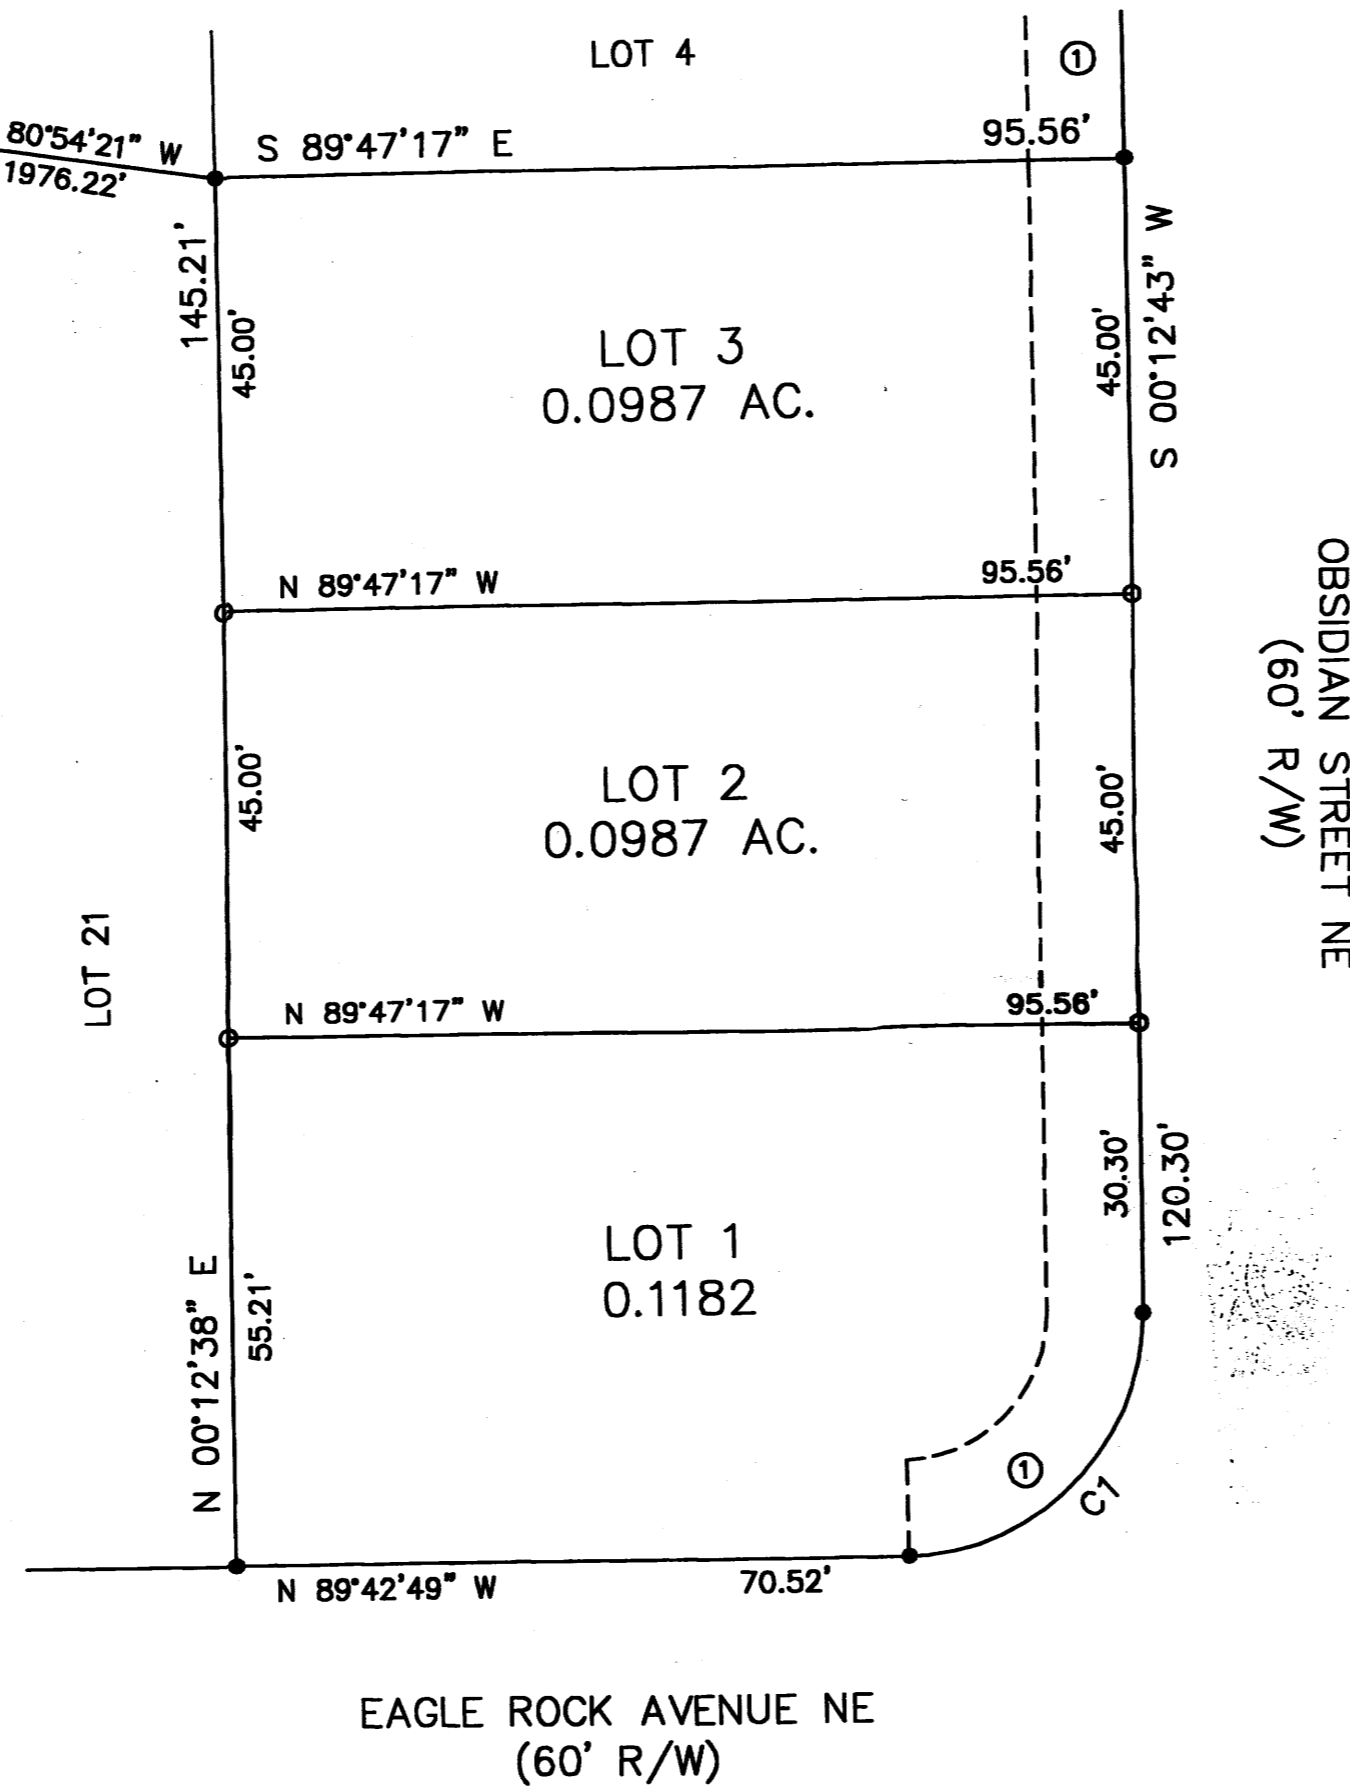 LOT 4
①
80°54'21" W
1976.22'
S 89°47'17" E
95.56'
145.21'
45.00'
LOT 3
0.0987 AC.
45.00'
S 00°12'43" W
N 89°47'17" W
95.56'
OBSIDIAN STREET NE
(60' R/W)
45.00'
LOT 2
0.0987 AC.
45.00'
LOT 21
N 89°47'17" W
95.56'
30.30'
120.30'
LOT 1
0.1182
N 00°12'38" E
55.21'
①
C1
N 89°42'49" W
70.52'
EAGLE ROCK AVENUE NE
(60' R/W)